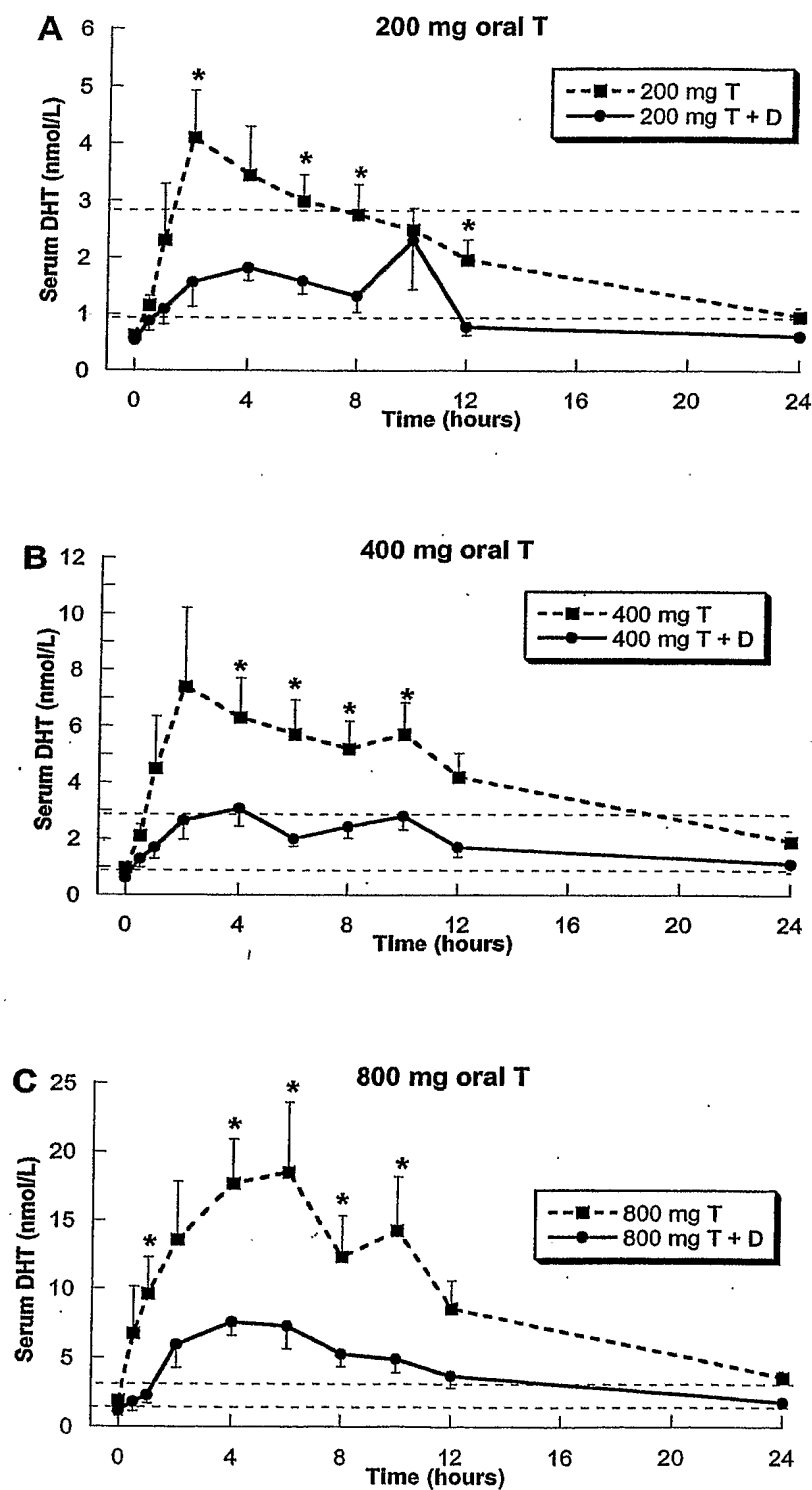 A
200 mg oral T
6
5
4
3
2
1
0
Serum DHT (nmol/L)
*
*
*
*
200 mg T
200 mg T + D
0 4 8 12 16 20 24
Time (hours)
B
400 mg oral T
12
10
8
6
4
2
0
Serum DHT (nmol/L)
*
*
*
*
400 mg T
400 mg T + D
0 4 8 12 16 20 24
Time (hours)
C
800 mg oral T
25
20
15
10
5
0
Serum DHT (nmol/L)
*
*
*
*
*
800 mg T
800 mg T + D
0 4 8 12 16 20 24
Time (hours)